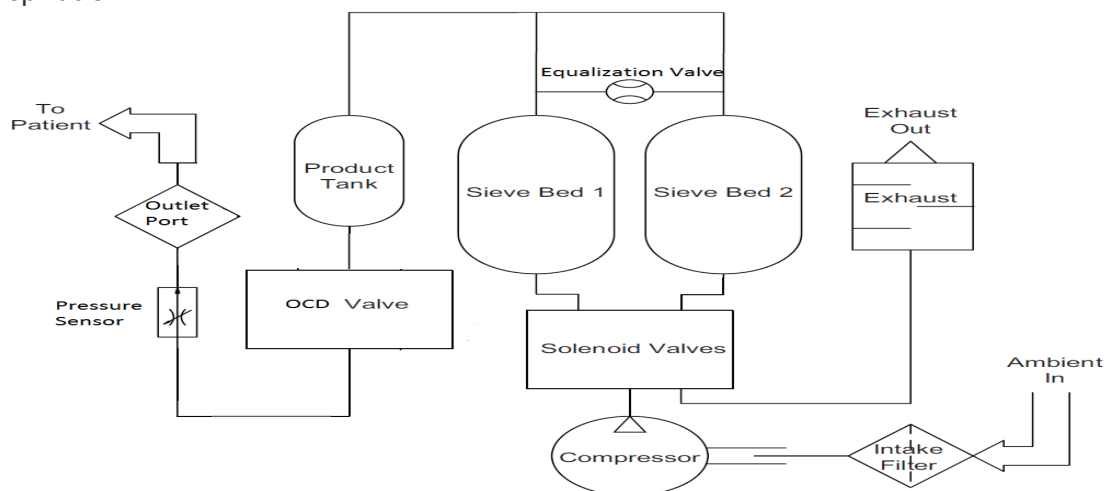 Equalization Valve
To
Patient
Exhaust
Out
Product
Tank
Sieve Bed 1
Sieve Bed 2
Exhaust
Outlet
Port
Pressure
Sensor
OCD Valve
Solenoid Valves
Ambient
In
Compressor
Intake
Filter